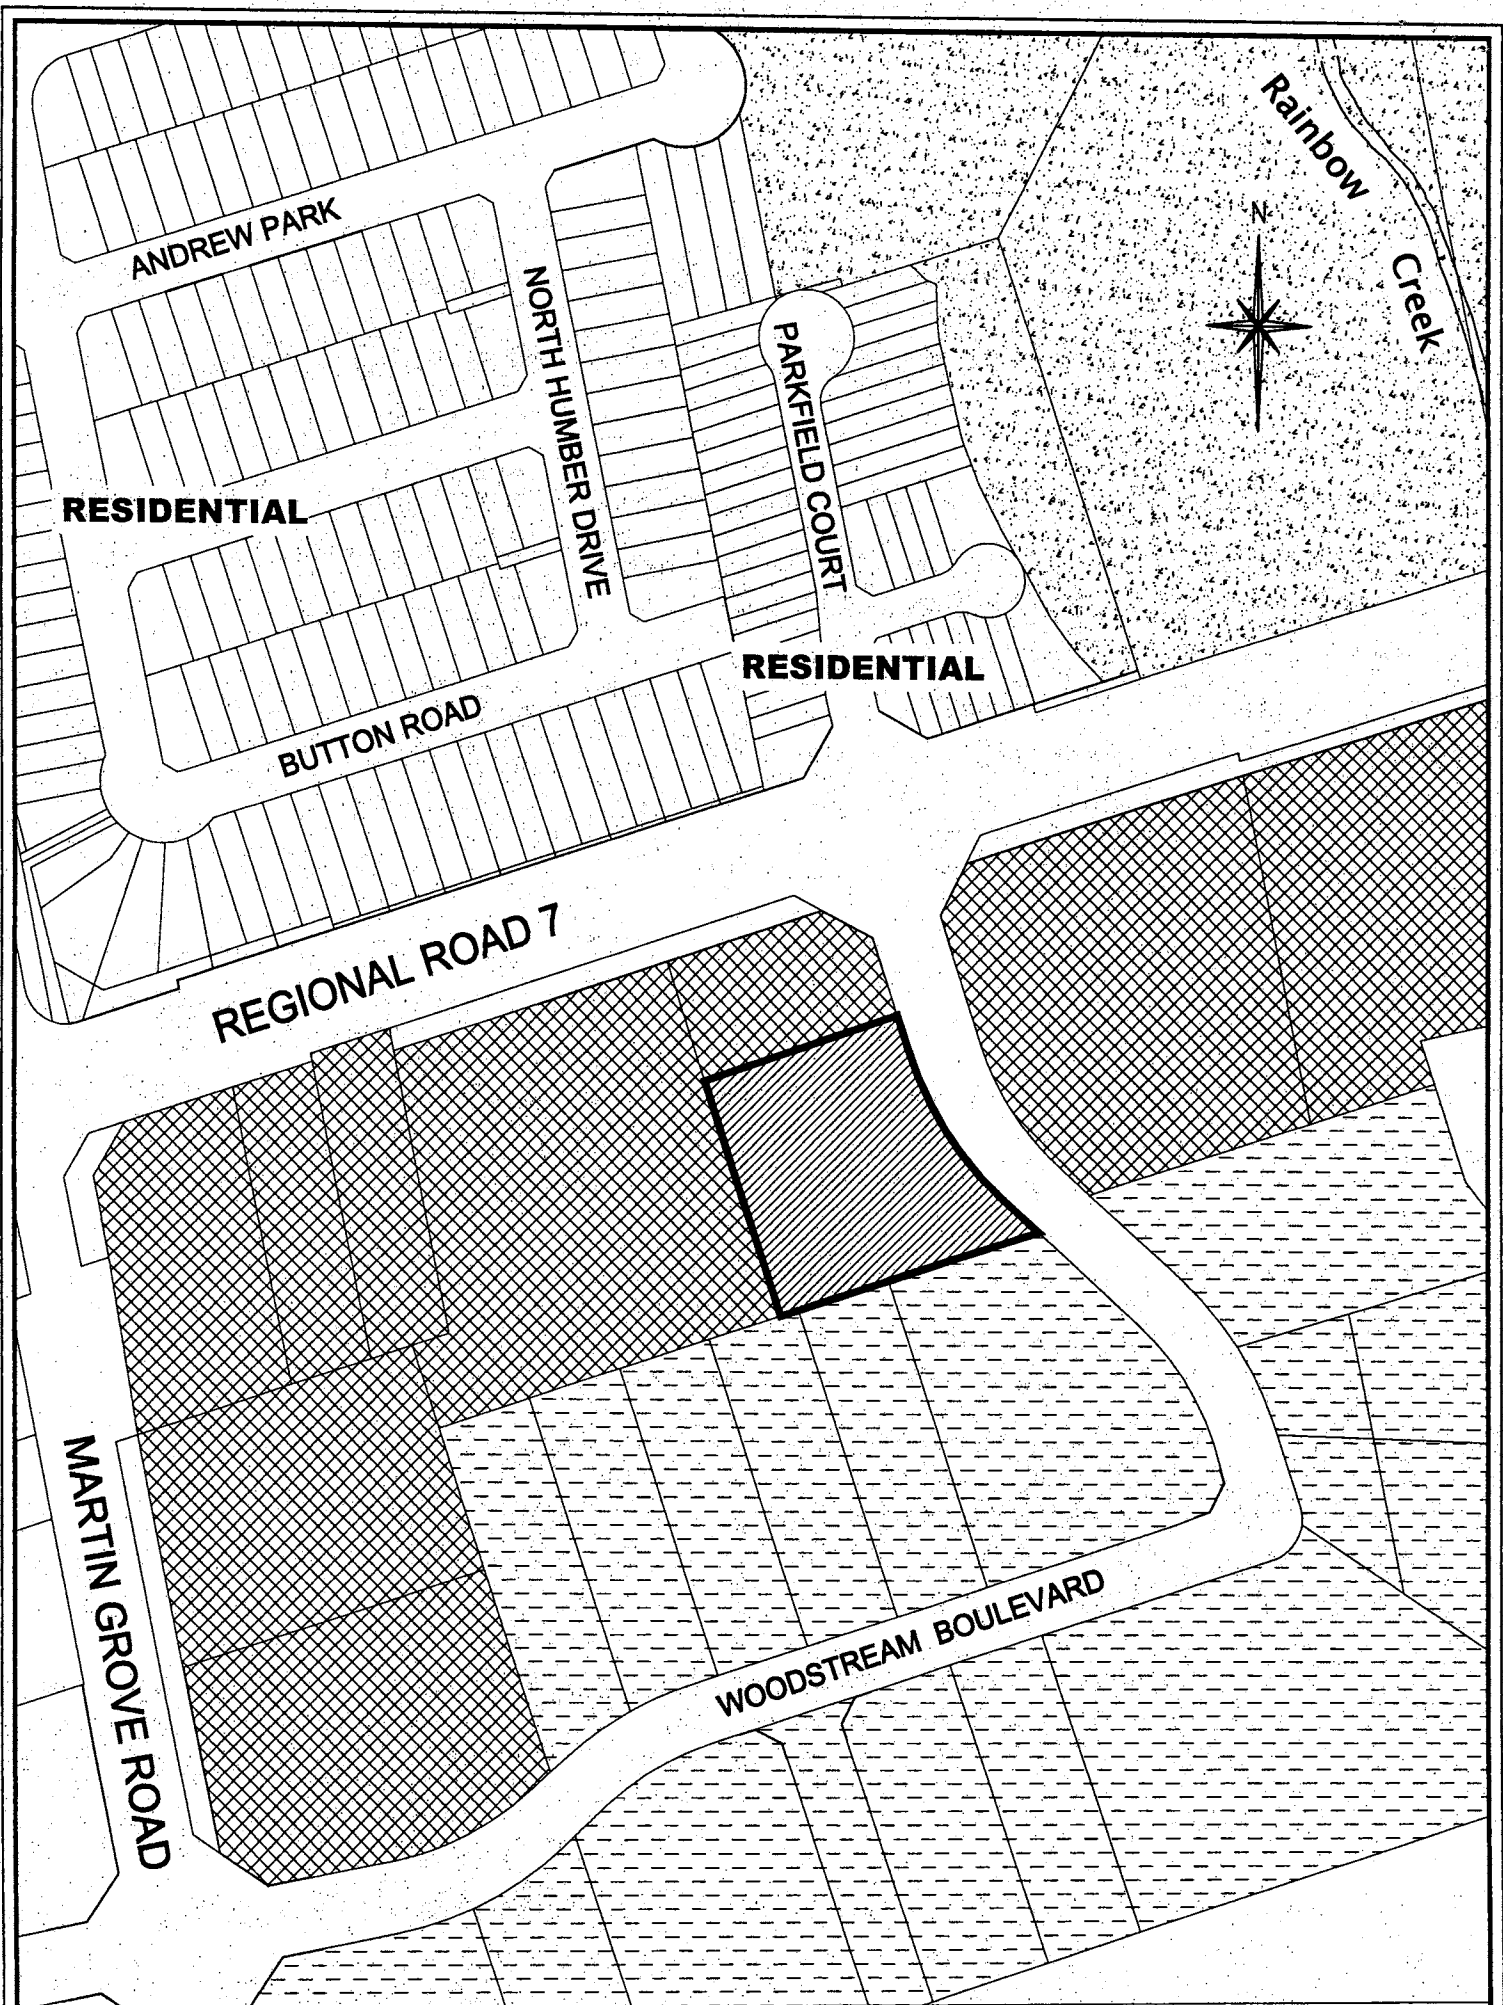 Rainbow
Creek
N
ANDREW PARK
NORTH HUMBER DRIVE
PARKFIELD COURT
RESIDENTIAL
RESIDENTIAL
BUTTON ROAD
REGIONAL ROAD 7
MARTIN GROVE ROAD
WOODSTREAM BOULEVARD